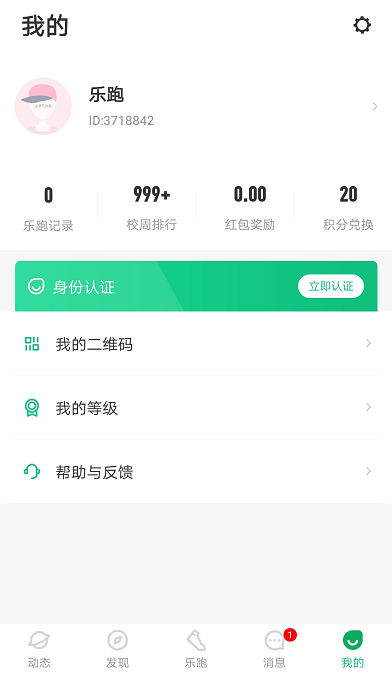 我的
乐跑
ID:3718842
0 999+ 0.00 20
乐跑记录 校周排行 红包奖励 积分兑换
身份认证 立即认证
我的二维码
我的等级
帮助与反馈
1
动态 发现 乐跑 消息 我的